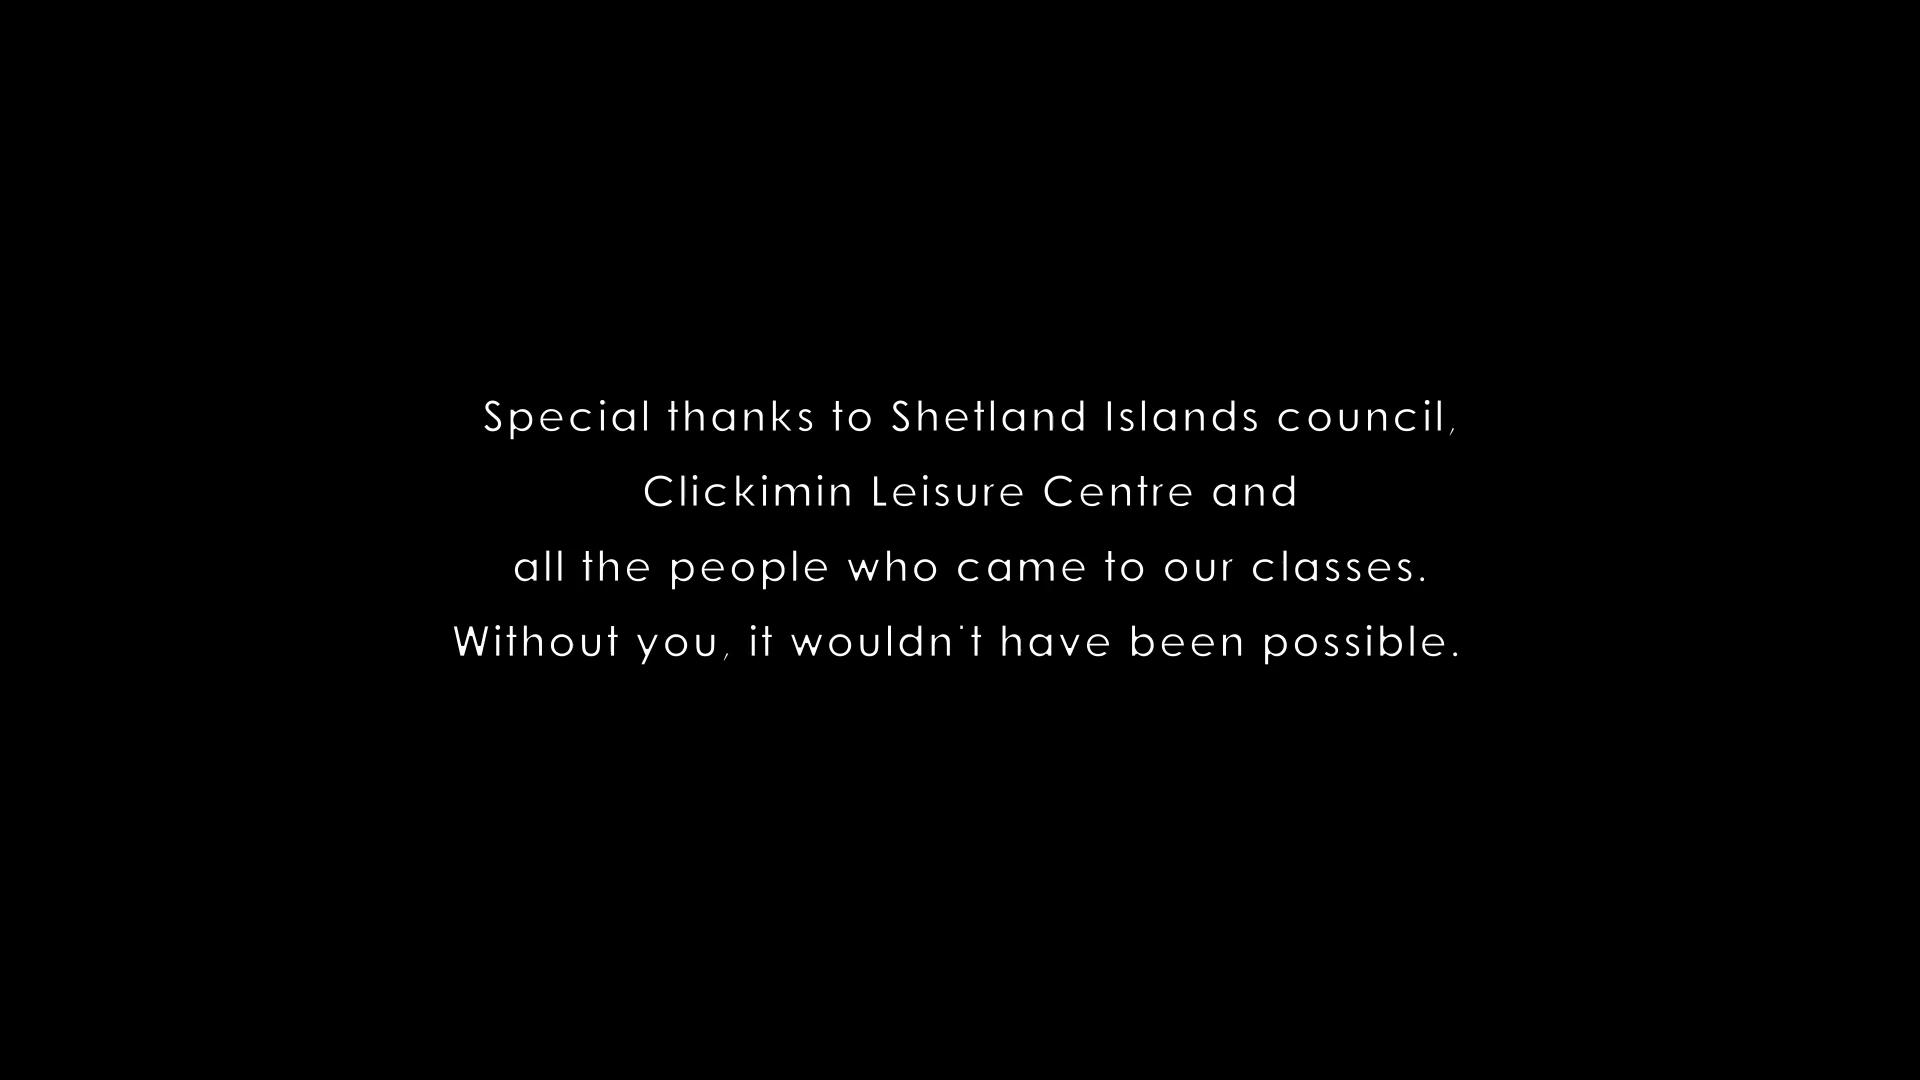 Special thanks to Shetland Islands council,
Clickimin Leisure Centre and
all the people who came to our classes.
Without you, it wouldn't have been possible.